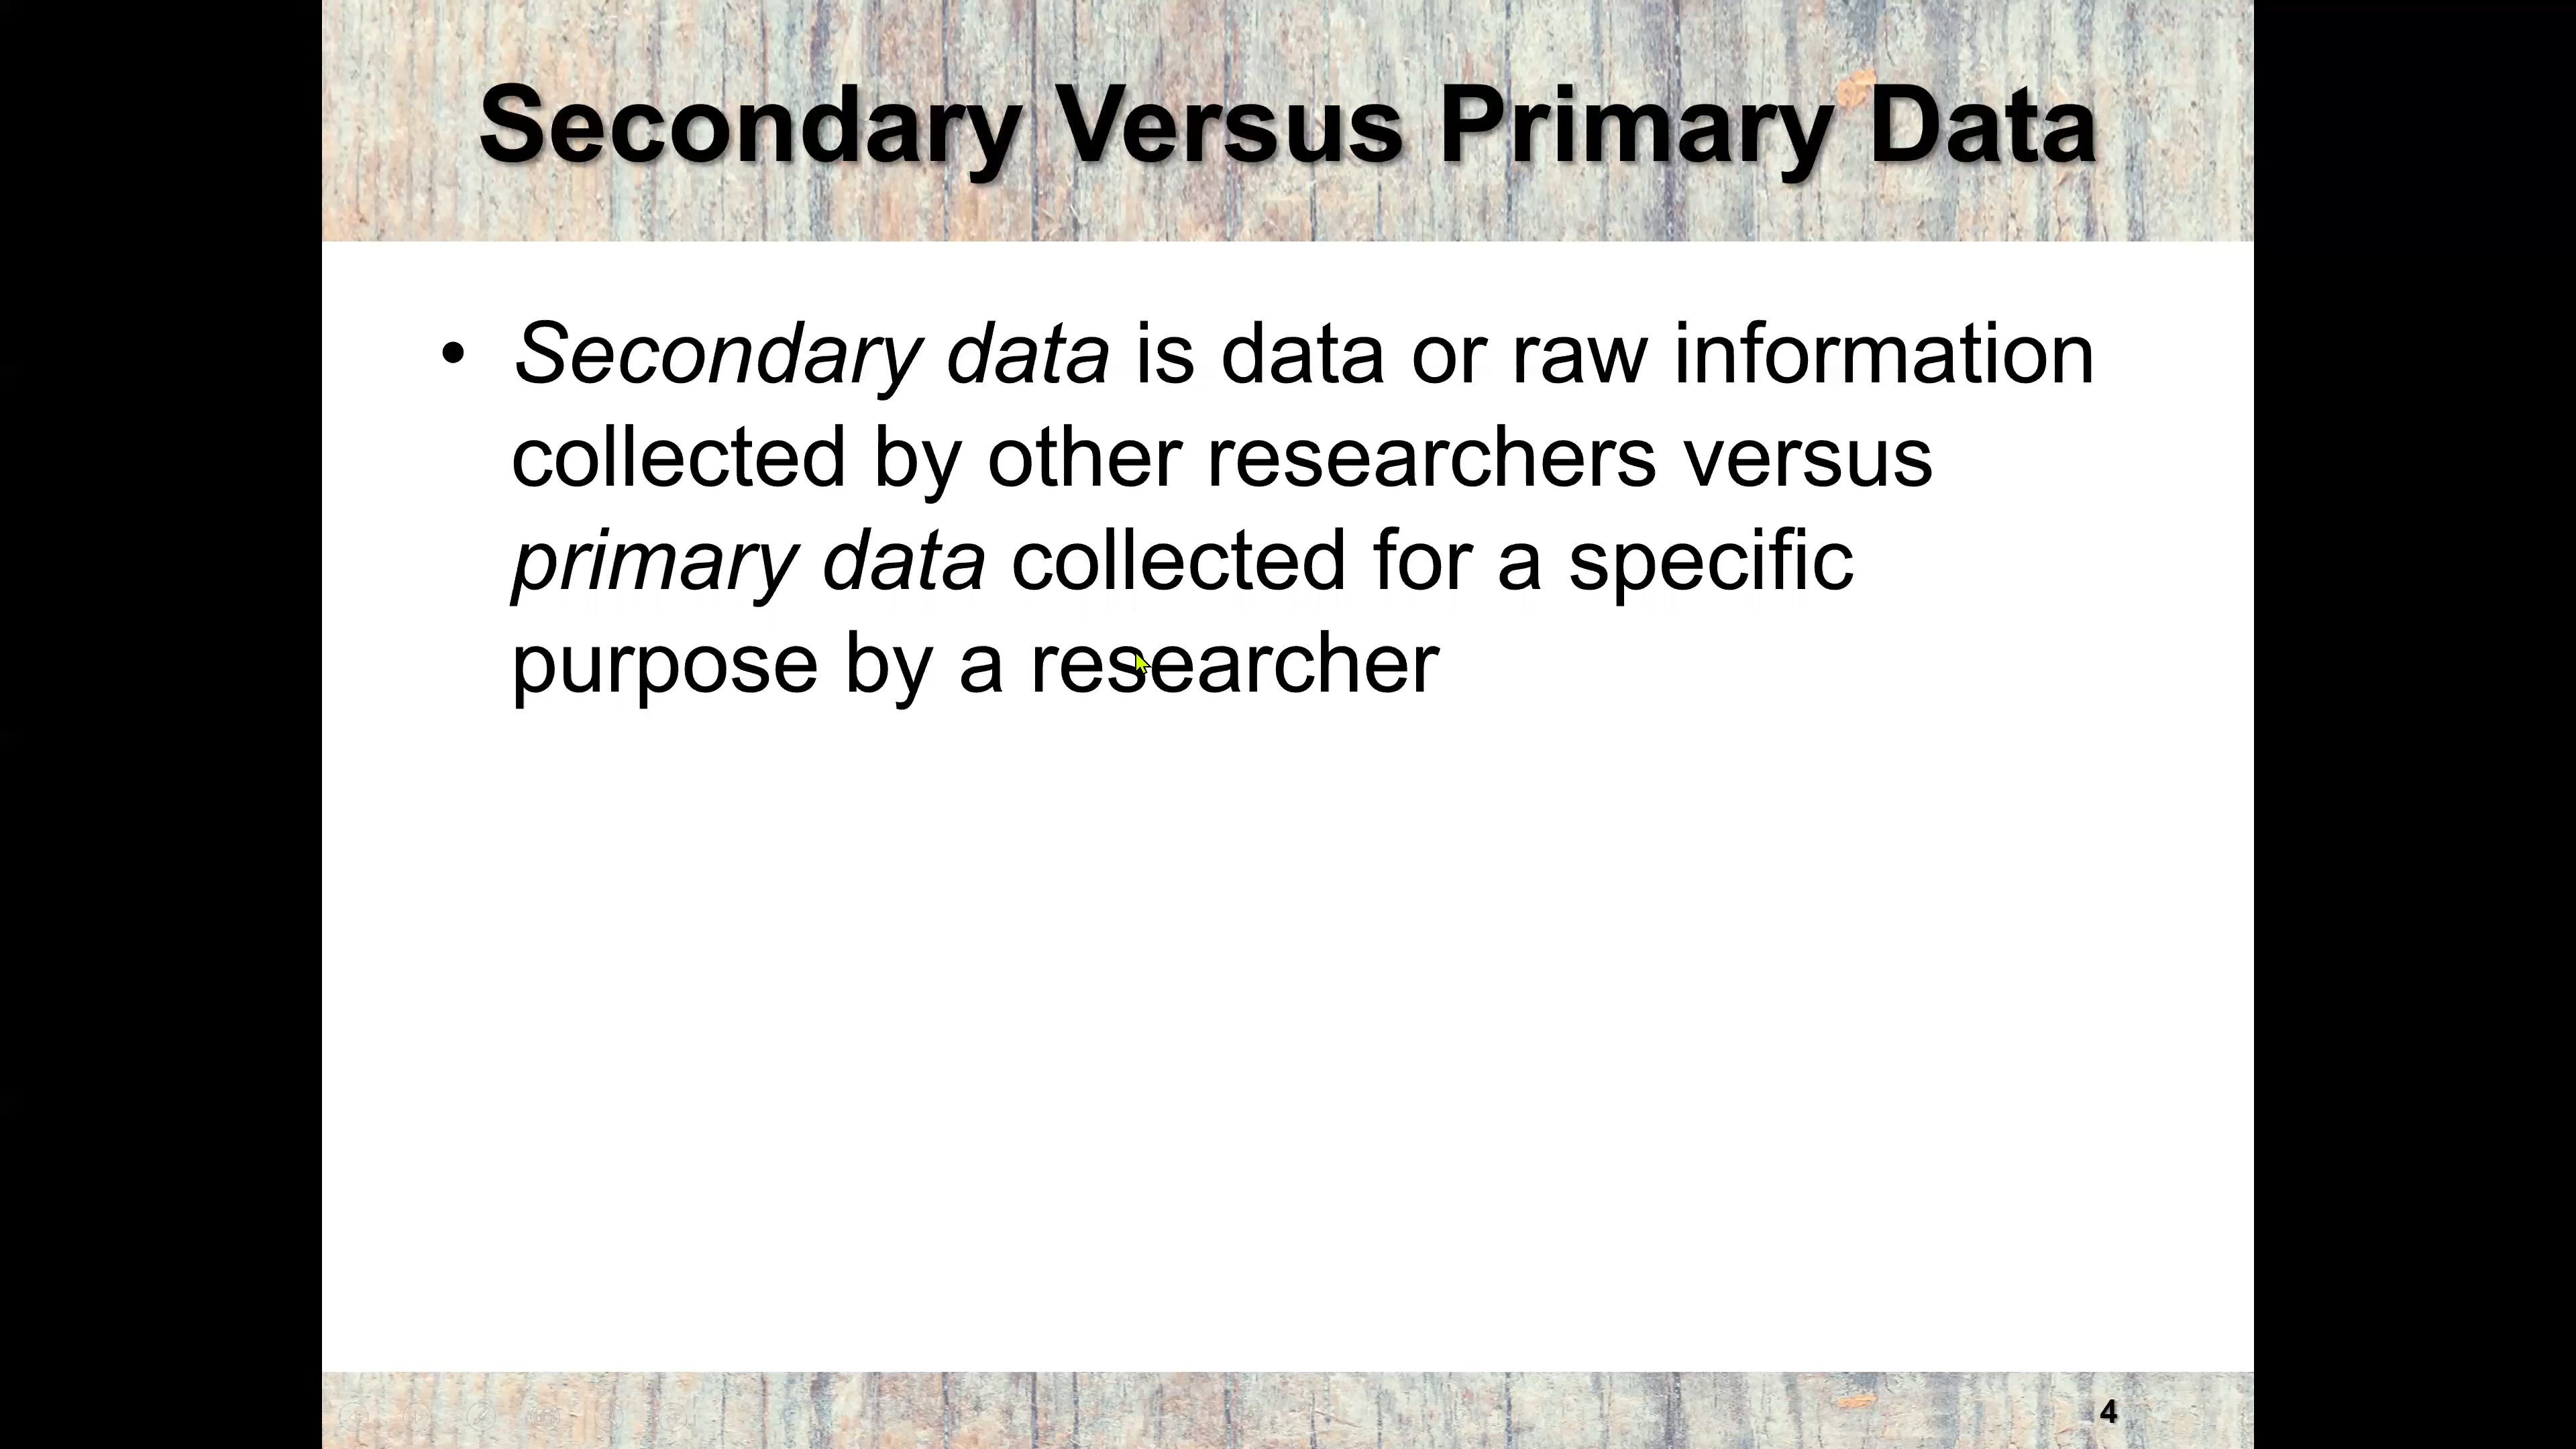 Secondary Versus Primary Data
• Secondary data is data or raw information
collected by other researchers versus
primary data collected for a specific
purpose by a researcher
4